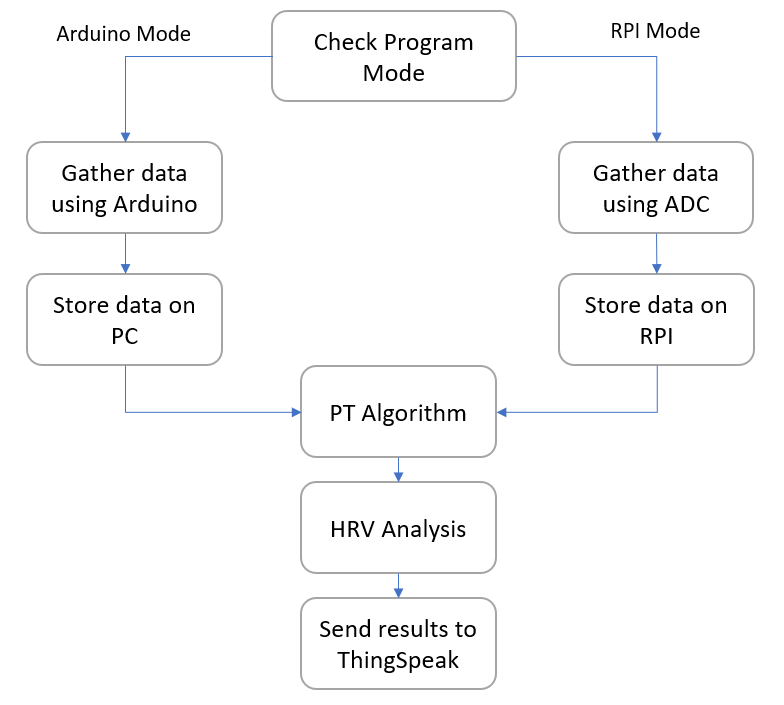 Arduino Mode
Check Program
Mode
RPI Mode
Gather data
using Arduino
Gather data
using ADC
Store data on
PC
Store data on
RPI
PT Algorithm
HRV Analysis
Send results to
ThingSpeak